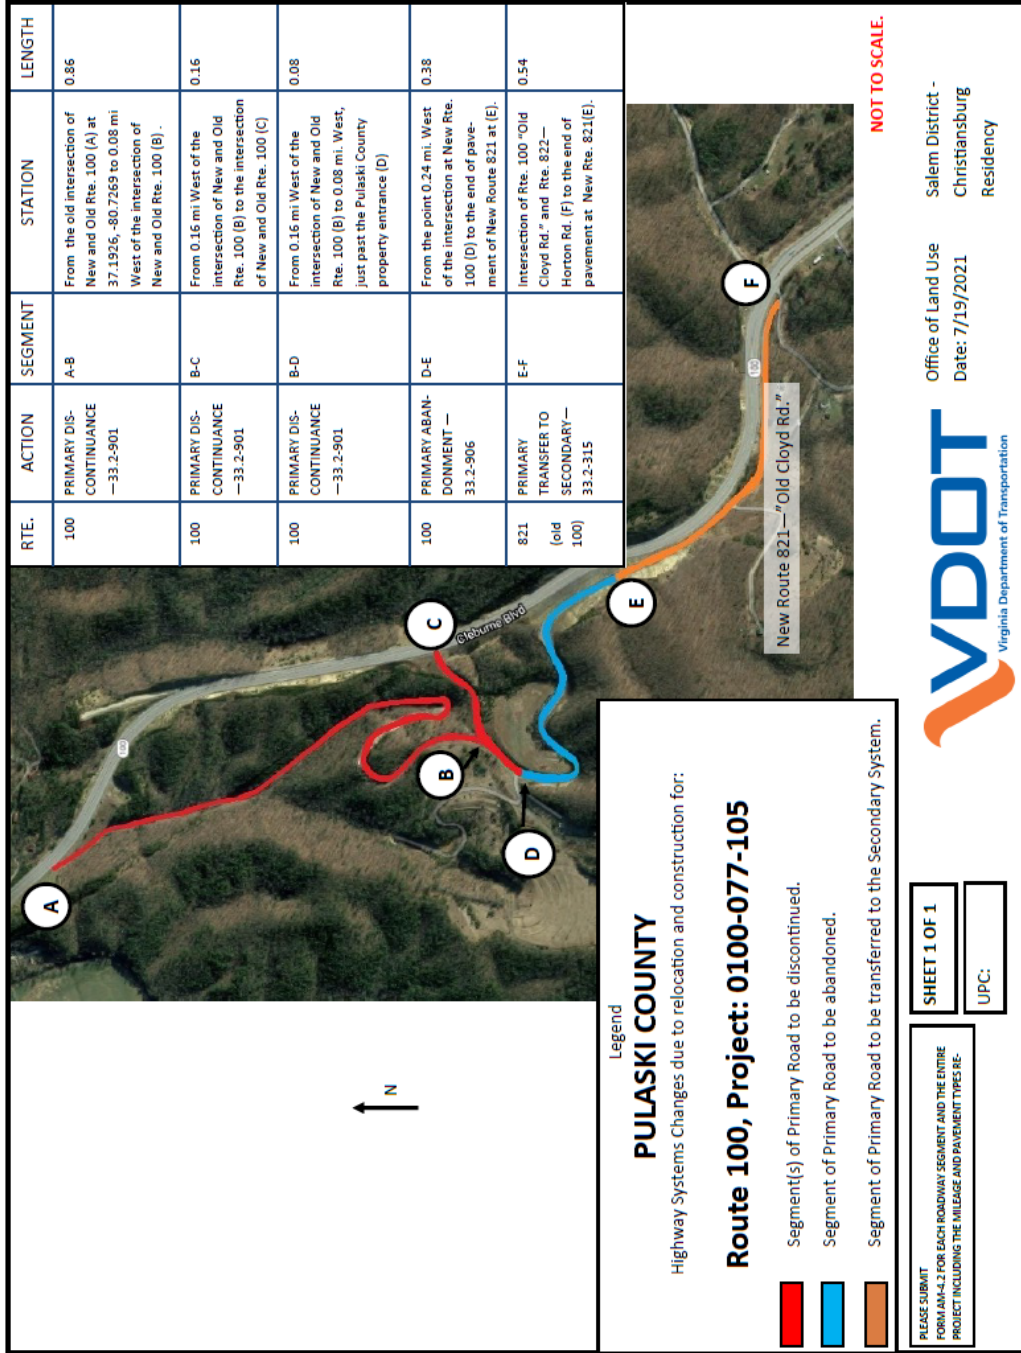 RTE. ACTION SEGMENT STATION LENGTH
100 PRIMARY DIS- A-B From the old intersection of 0.86
CONTINUANCE New and Old Rte. 100 (A) at
—33.2-901 37.1926, -80.7269 to 0.08 mi
West of the intersection of
New and Old Rte. 100 (B) .
100 PRIMARY DIS- B-C From 0.16 mi West of the 0.16
CONTINUANCE intersection of New and Old
—33.2-901 Rte. 100 (B) to the intersection
of New and Old Rte. 100 (C)
100 PRIMARY DIS- B-D From 0.16 mi West of the 0.08
CONTINUANCE intersection of New and Old
—33.2-901 Rte. 100 (B) to 0.08 mi. West,
just past the Pulaski County
property entrance (D)
100 PRIMARY ABAN- D-E From the point 0.24 mi. West 0.38
DONMENT — of the intersection at New Rte.
33.2-906 100 (D) to the end of pave-
ment of New Route 821 at (E).
821 PRIMARY E-F Intersection of Rte. 100 "Old 0.54
(old TRANSFER TO Cloyd Rd." and Rte. 822—
100) SECONDARY— Horton Rd. (F) to the end of
33.2-315 pavement at New Rte. 821(E).
A
100
B
C
Cleburne Blvd
D
E
100
F
New Route 821—"Old Cloyd Rd."
N
NOT TO SCALE.
Legend
PULASKI COUNTY
Highway Systems Changes due to relocation and construction for:
Route 100, Project: 0100-077-105
Segment(s) of Primary Road to be discontinued.
Segment of Primary Road to be abandoned.
Segment of Primary Road to be transferred to the Secondary System.
PLEASE SUBMIT
FORM AM-4.2 FOR EACH ROADWAY SEGMENT AND THE ENTIRE
PROJECT INCLUDING THE MILEAGE AND PAVEMENT TYPES RE-
SHEET 1 OF 1
UPC:
VDOT
Virginia Department of Transportation
Office of Land Use
Date: 7/19/2021
Salem District -
Christiansburg
Residency